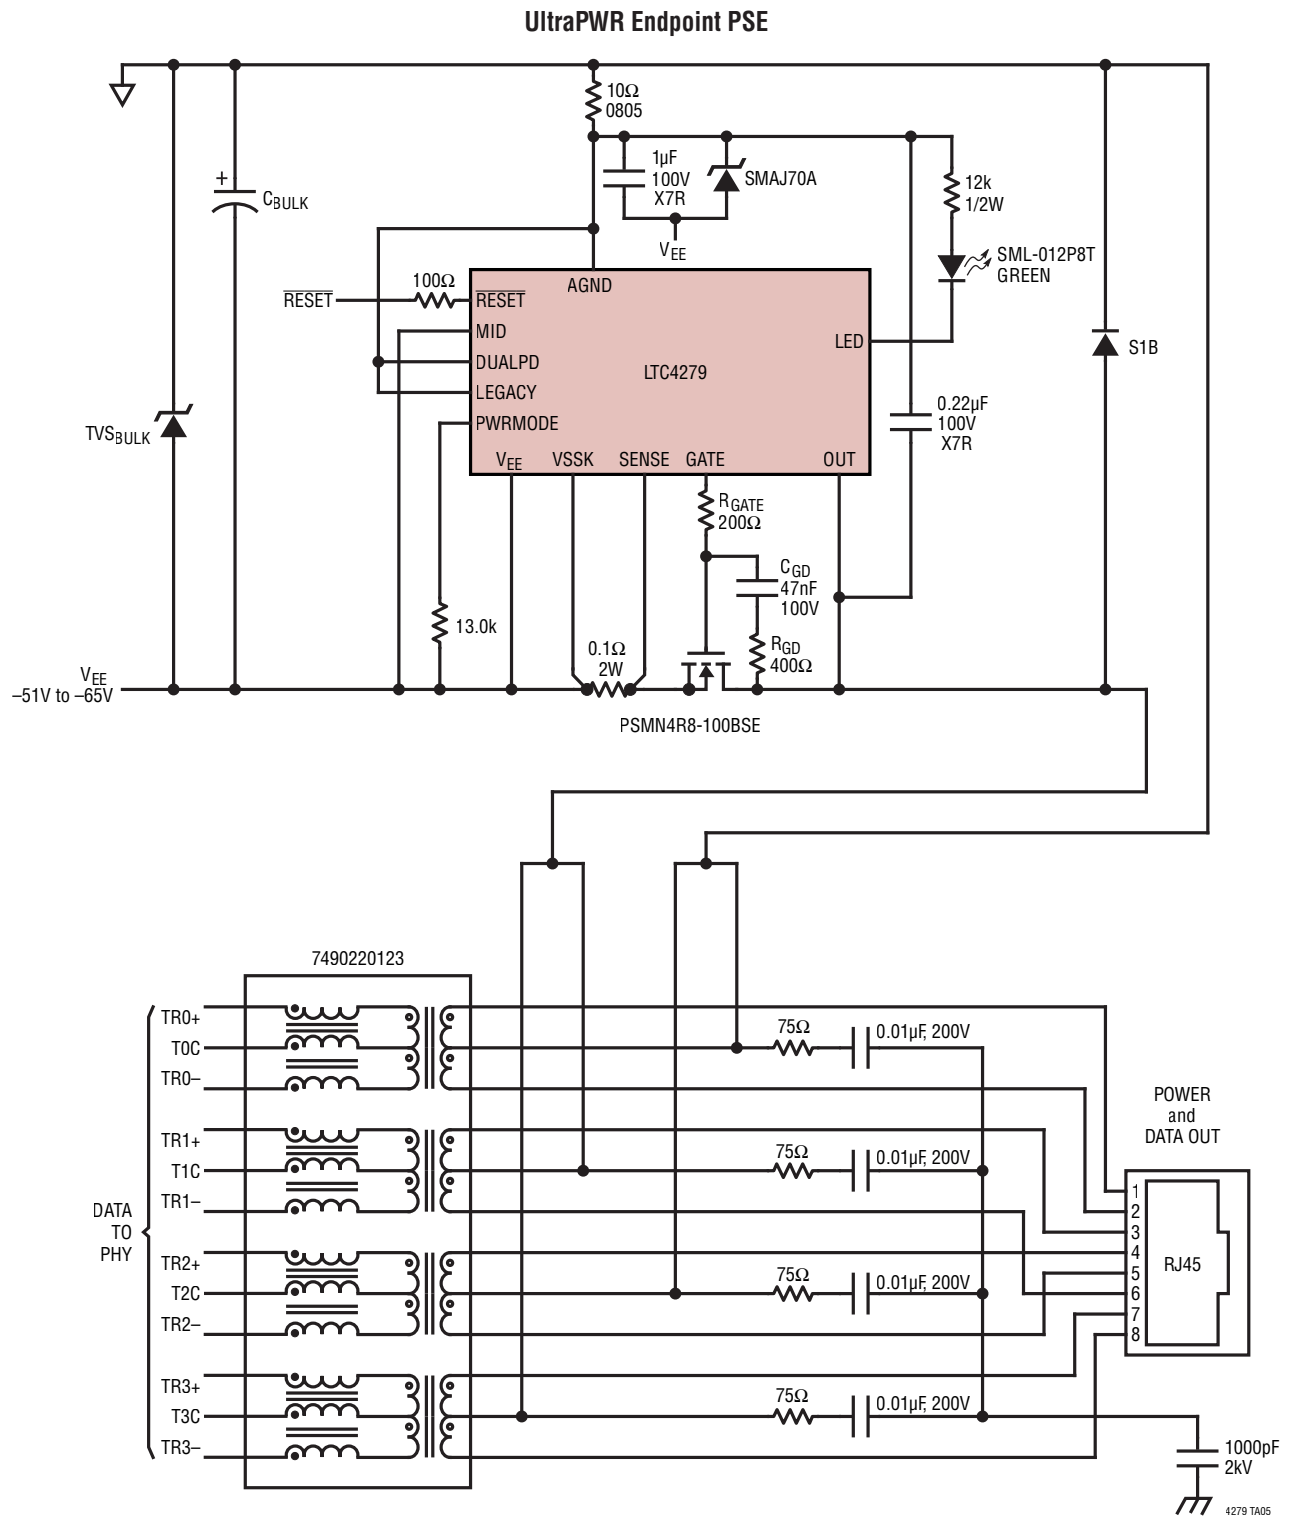 UltraPWR Endpoint PSE
10Ω
0805
1µF
100V
X7R
SMAJ70A
VEE
12k
1/2W
SML-012P8T
GREEN
+
CBULK
TVSBULK
RESET
100Ω
RESET
MID
DUALPD
LEGACY
PWRMODE
AGND
LTC4279
LED
VEE
VSSK
SENSE
GATE
OUT
S1B
0.22µF
100V
X7R
RGATE
200Ω
CGD
47nF
100V
RGD
400Ω
13.0k
0.1Ω
2W
VEE
–51V to –65V
PSMN4R8-100BSE
7490220123
TR0+
T0C
TR0–
TR1+
T1C
TR1–
TR2+
T2C
TR2–
TR3+
T3C
TR3–
DATA
TO
PHY
75Ω
0.01µF, 200V
75Ω
0.01µF, 200V
75Ω
0.01µF, 200V
75Ω
0.01µF, 200V
POWER
and
DATA OUT
1
2
3
4
5
6
7
8
RJ45
1000pF
2kV
4279 TA05